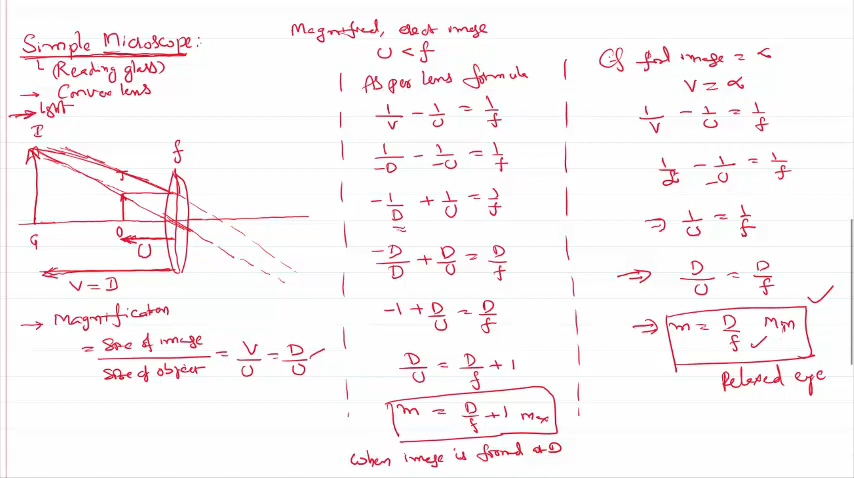 Simple Microscope:
(Reading glass)
→ Convex lens
→ Light
I
f
J
O
G
U
V = D
→ Magnification
= Size of image / Size of object = V/U = D/U
Magnified, erect image
U < f
As per lens formula
1/V - 1/U = 1/f
1/-D - 1/-U = 1/f
-1/D + 1/U = 1/f
-D/D + D/U = D/f
-1 + D/U = D/f
D/U = D/f + 1
m = D/f + 1 max
When image is formed at D
If final image = ∝
V = ∝
1/V - 1/U = 1/f
1/∝ - 1/-U = 1/f
⇒ 1/U = 1/f
⇒ D/U = D/f
⇒ m = D/f Min
Relaxed eye